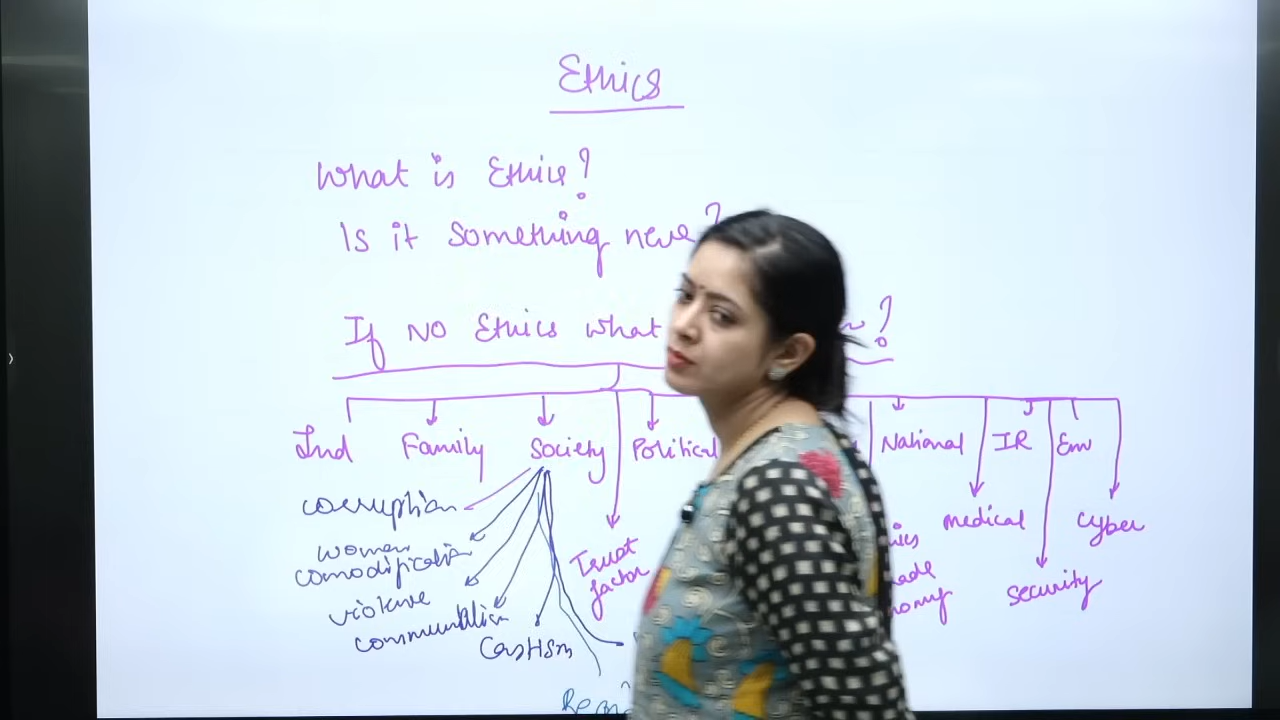 Ethics
What is Ethics?
Is it something new?
If NO Ethics what ?
Ind Family Society Political National IR Env
corruption
women
comodification
violence
communalism
Castism
Trust
factor
medical
cyber
security